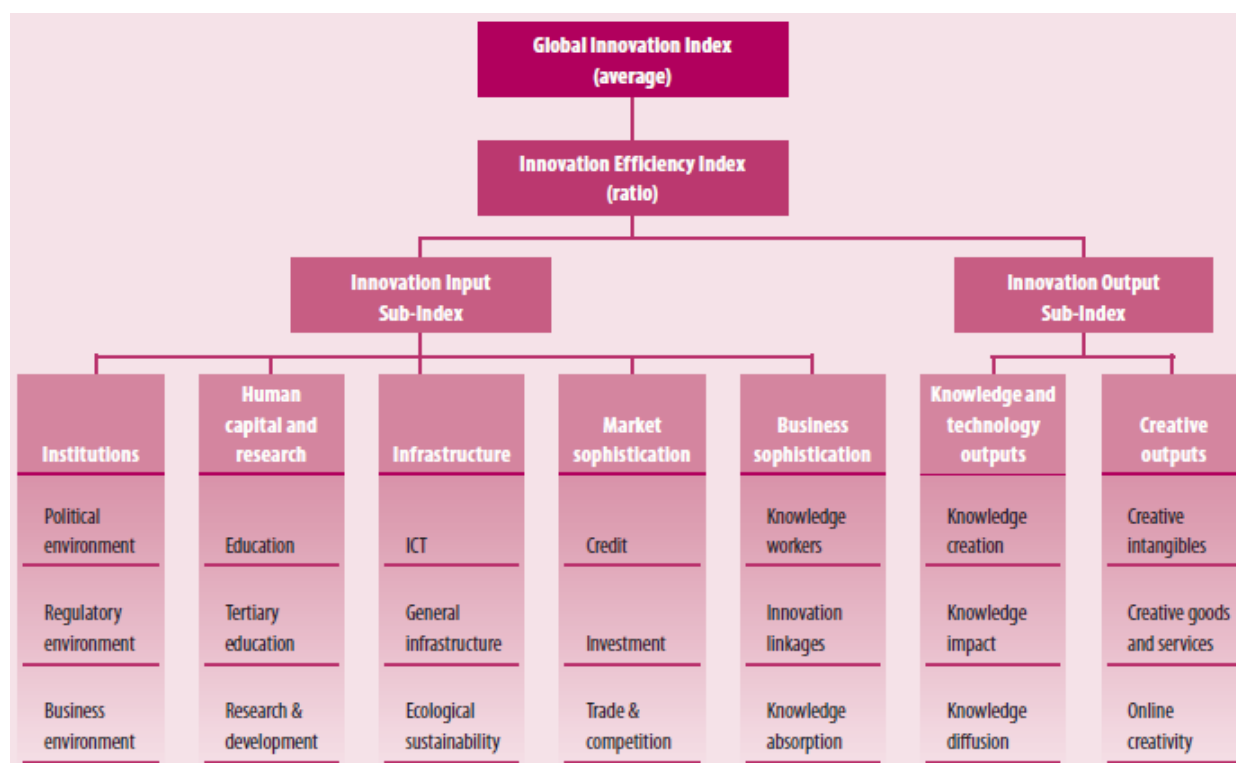 Global Innovation Index
(average)
Innovation Efficiency Index
(ratio)
Innovation Input
Sub-Index
Innovation Output
Sub-Index
Institutions
Human
capital and
research
Infrastructure
Market
sophistication
Business
sophistication
Knowledge and
technology
outputs
Creative
outputs
Political
environment
Education
ICT
Credit
Knowledge
workers
Knowledge
creation
Creative
intangibles
Regulatory
environment
Tertiary
education
General
infrastructure
Investment
Innovation
linkages
Knowledge
impact
Creative goods
and services
Business
environment
Research &
development
Ecological
sustainability
Trade &
competition
Knowledge
absorption
Knowledge
diffusion
Online
creativity